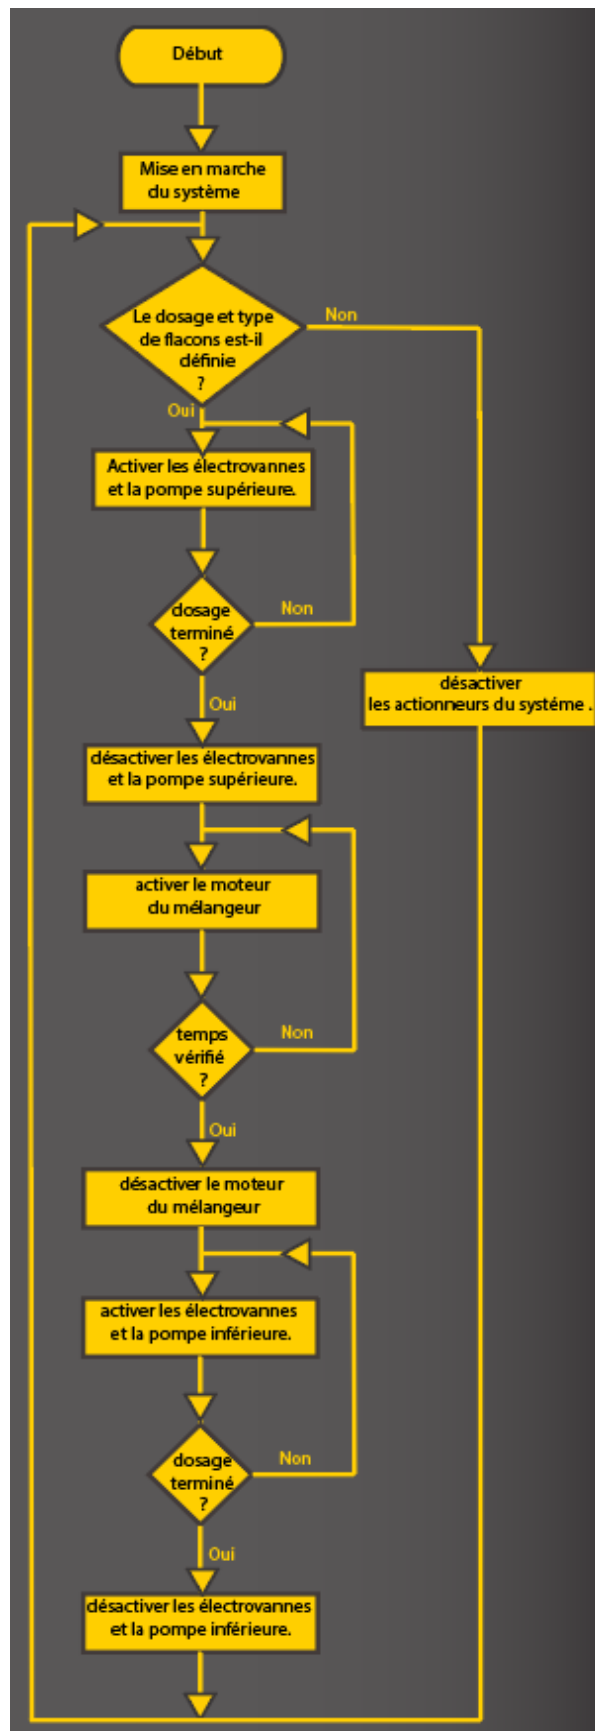 Début
Mise en marche
du système
Le dosage et type
de flacons est-il
définie
?
Non
Oui
Activer les électrovannes
et la pompe supérieure.
dosage
terminé
?
Non
Oui
désactiver
les actionneurs du systéme .
désactiver les électrovannes
et la pompe supérieure.
activer le moteur
du mélangeur
temps
vérifié
?
Non
Oui
désactiver le moteur
du mélangeur
activer les électrovannes
et la pompe inférieure.
dosage
terminé
?
Non
Oui
désactiver les électrovannes
et la pompe inférieure.